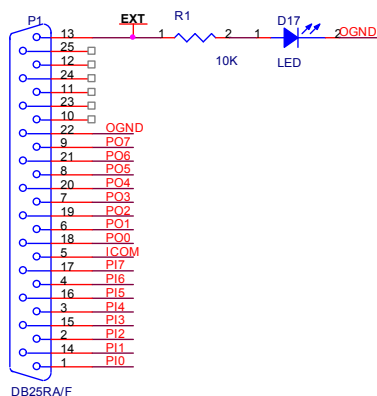 P1 EXT R1 D17
13 1 2 1 2 OGND
25 10K LED
12
24
11
23
10
22 OGND
9 PO7
21 PO6
8 PO5
20 PO4
7 PO3
19 PO2
6 PO1
18 PO0
5 ICOM
17 PI7
4 PI6
16 PI5
3 PI4
15 PI3
2 PI2
14 PI1
1 PI0
DB25RA/F